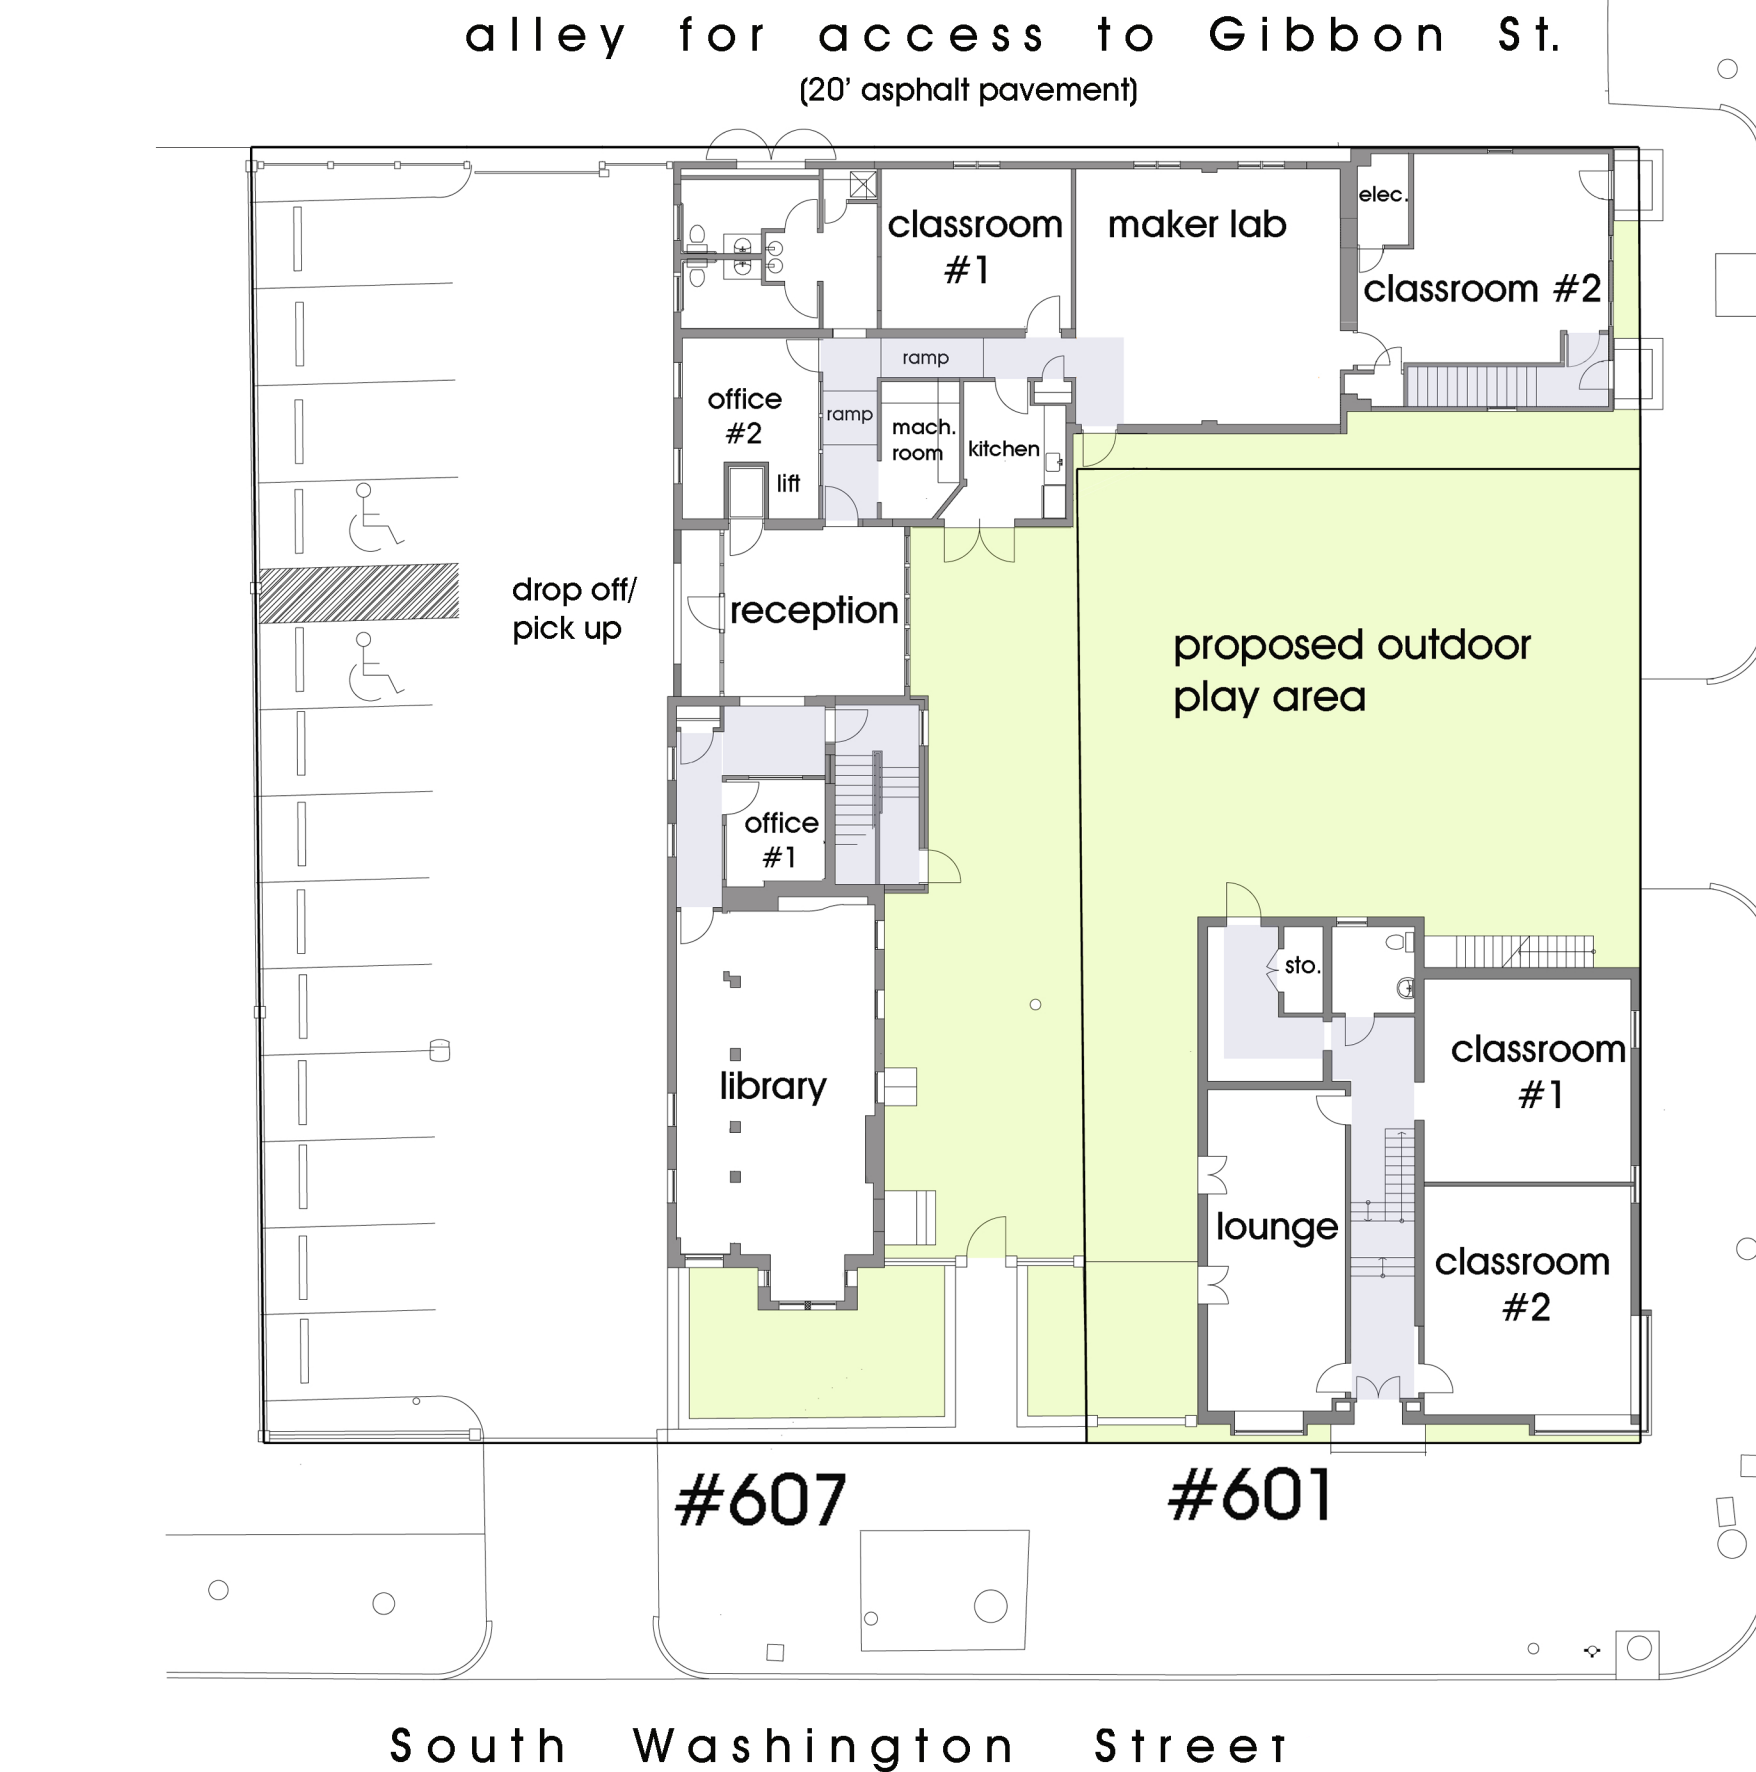 alley for access to Gibbon St.
(20' asphalt pavement)
elec.
classroom
#1
maker lab
classroom #2
ramp
office
#2
ramp
mach.
room
kitchen
lift
drop off/
pick up
reception
proposed outdoor
play area
office
#1
sto.
library
classroom
#1
lounge
classroom
#2
#607
#601
South Washington Street